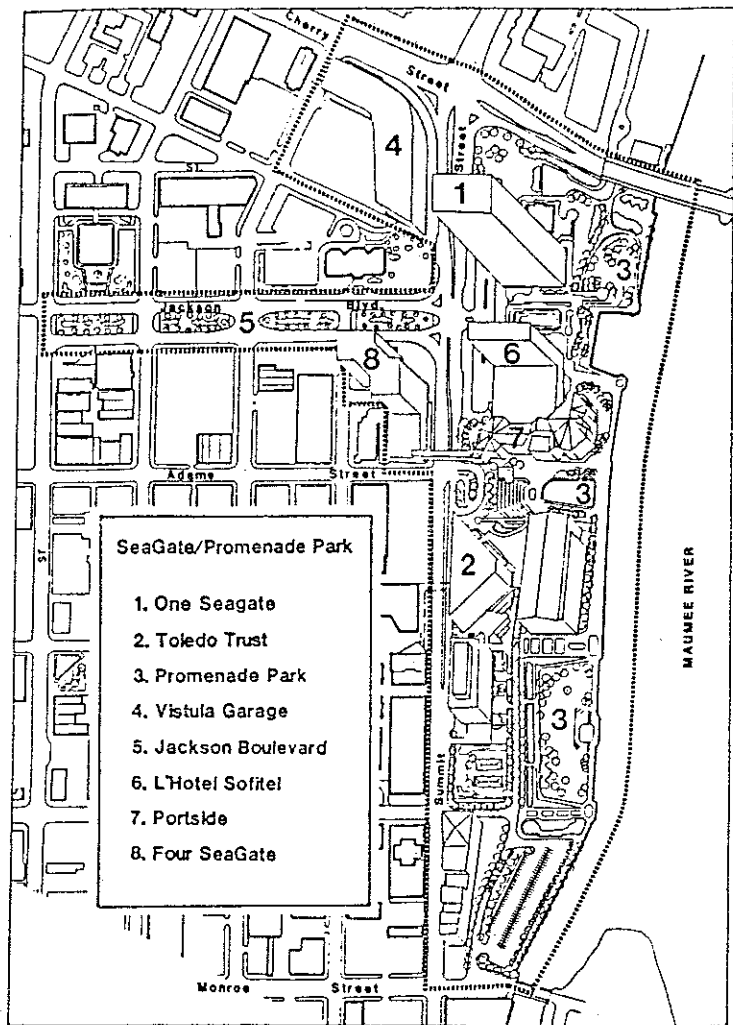 Cherry
Street
4
Street
1
St.
3
Jackson
Blvd.
5
8
6
7
Adams
Street
3
SeaGate/Promenade Park
1. One Seagate
2. Toledo Trust
3. Promenade Park
4. Vistula Garage
5. Jackson Boulevard
6. L'Hotel Sofitel
7. Portside
8. Four SeaGate
St
2
MAUMEE RIVER
3
Summit
Monroe
Street